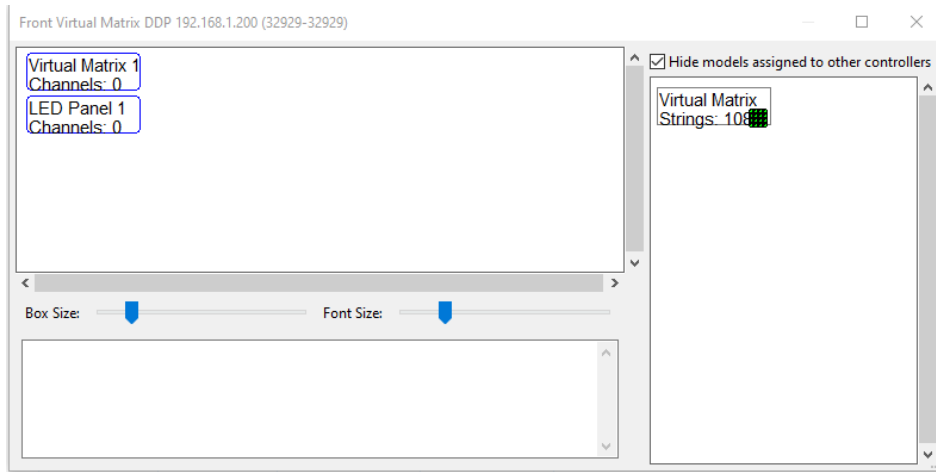 Front Virtual Matrix DDP 192.168.1.200 (32929-32929)
Virtual Matrix 1
Channels: 0
LED Panel 1
Channels: 0
Box Size:
Font Size:
Hide models assigned to other controllers
Virtual Matrix
Strings: 108